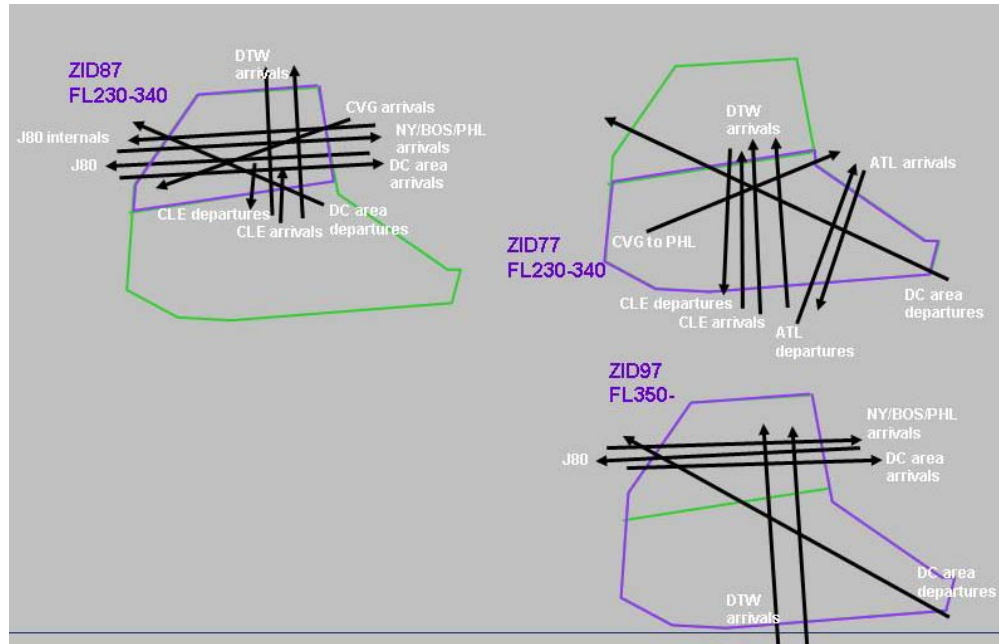 ZID87
FL230-340
DTW
arrivals
CVG arrivals
J80 internals
NY/BOS/PHL
arrivals
J80
DC area
arrivals
CLE departures
CLE arrivals
DC area
departures
DTW
arrivals
ATL arrivals
CVG to PHL
ZID77
FL230-340
CLE departures
CLE arrivals
ATL
departures
DC area
departures
ZID97
FL350-
NY/BOS/PHL
arrivals
J80
DC area
arrivals
DC area
departures
DTW
arrivals